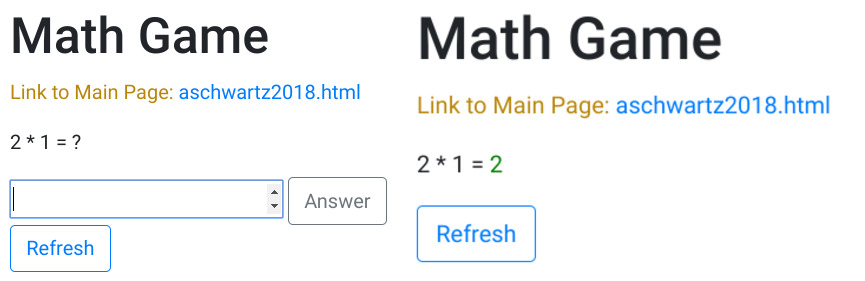 Math Game
Link to Main Page: aschwartz2018.html
2 * 1 = ?
Answer
Refresh
Math Game
Link to Main Page: aschwartz2018.html
2 * 1 = 2
Refresh